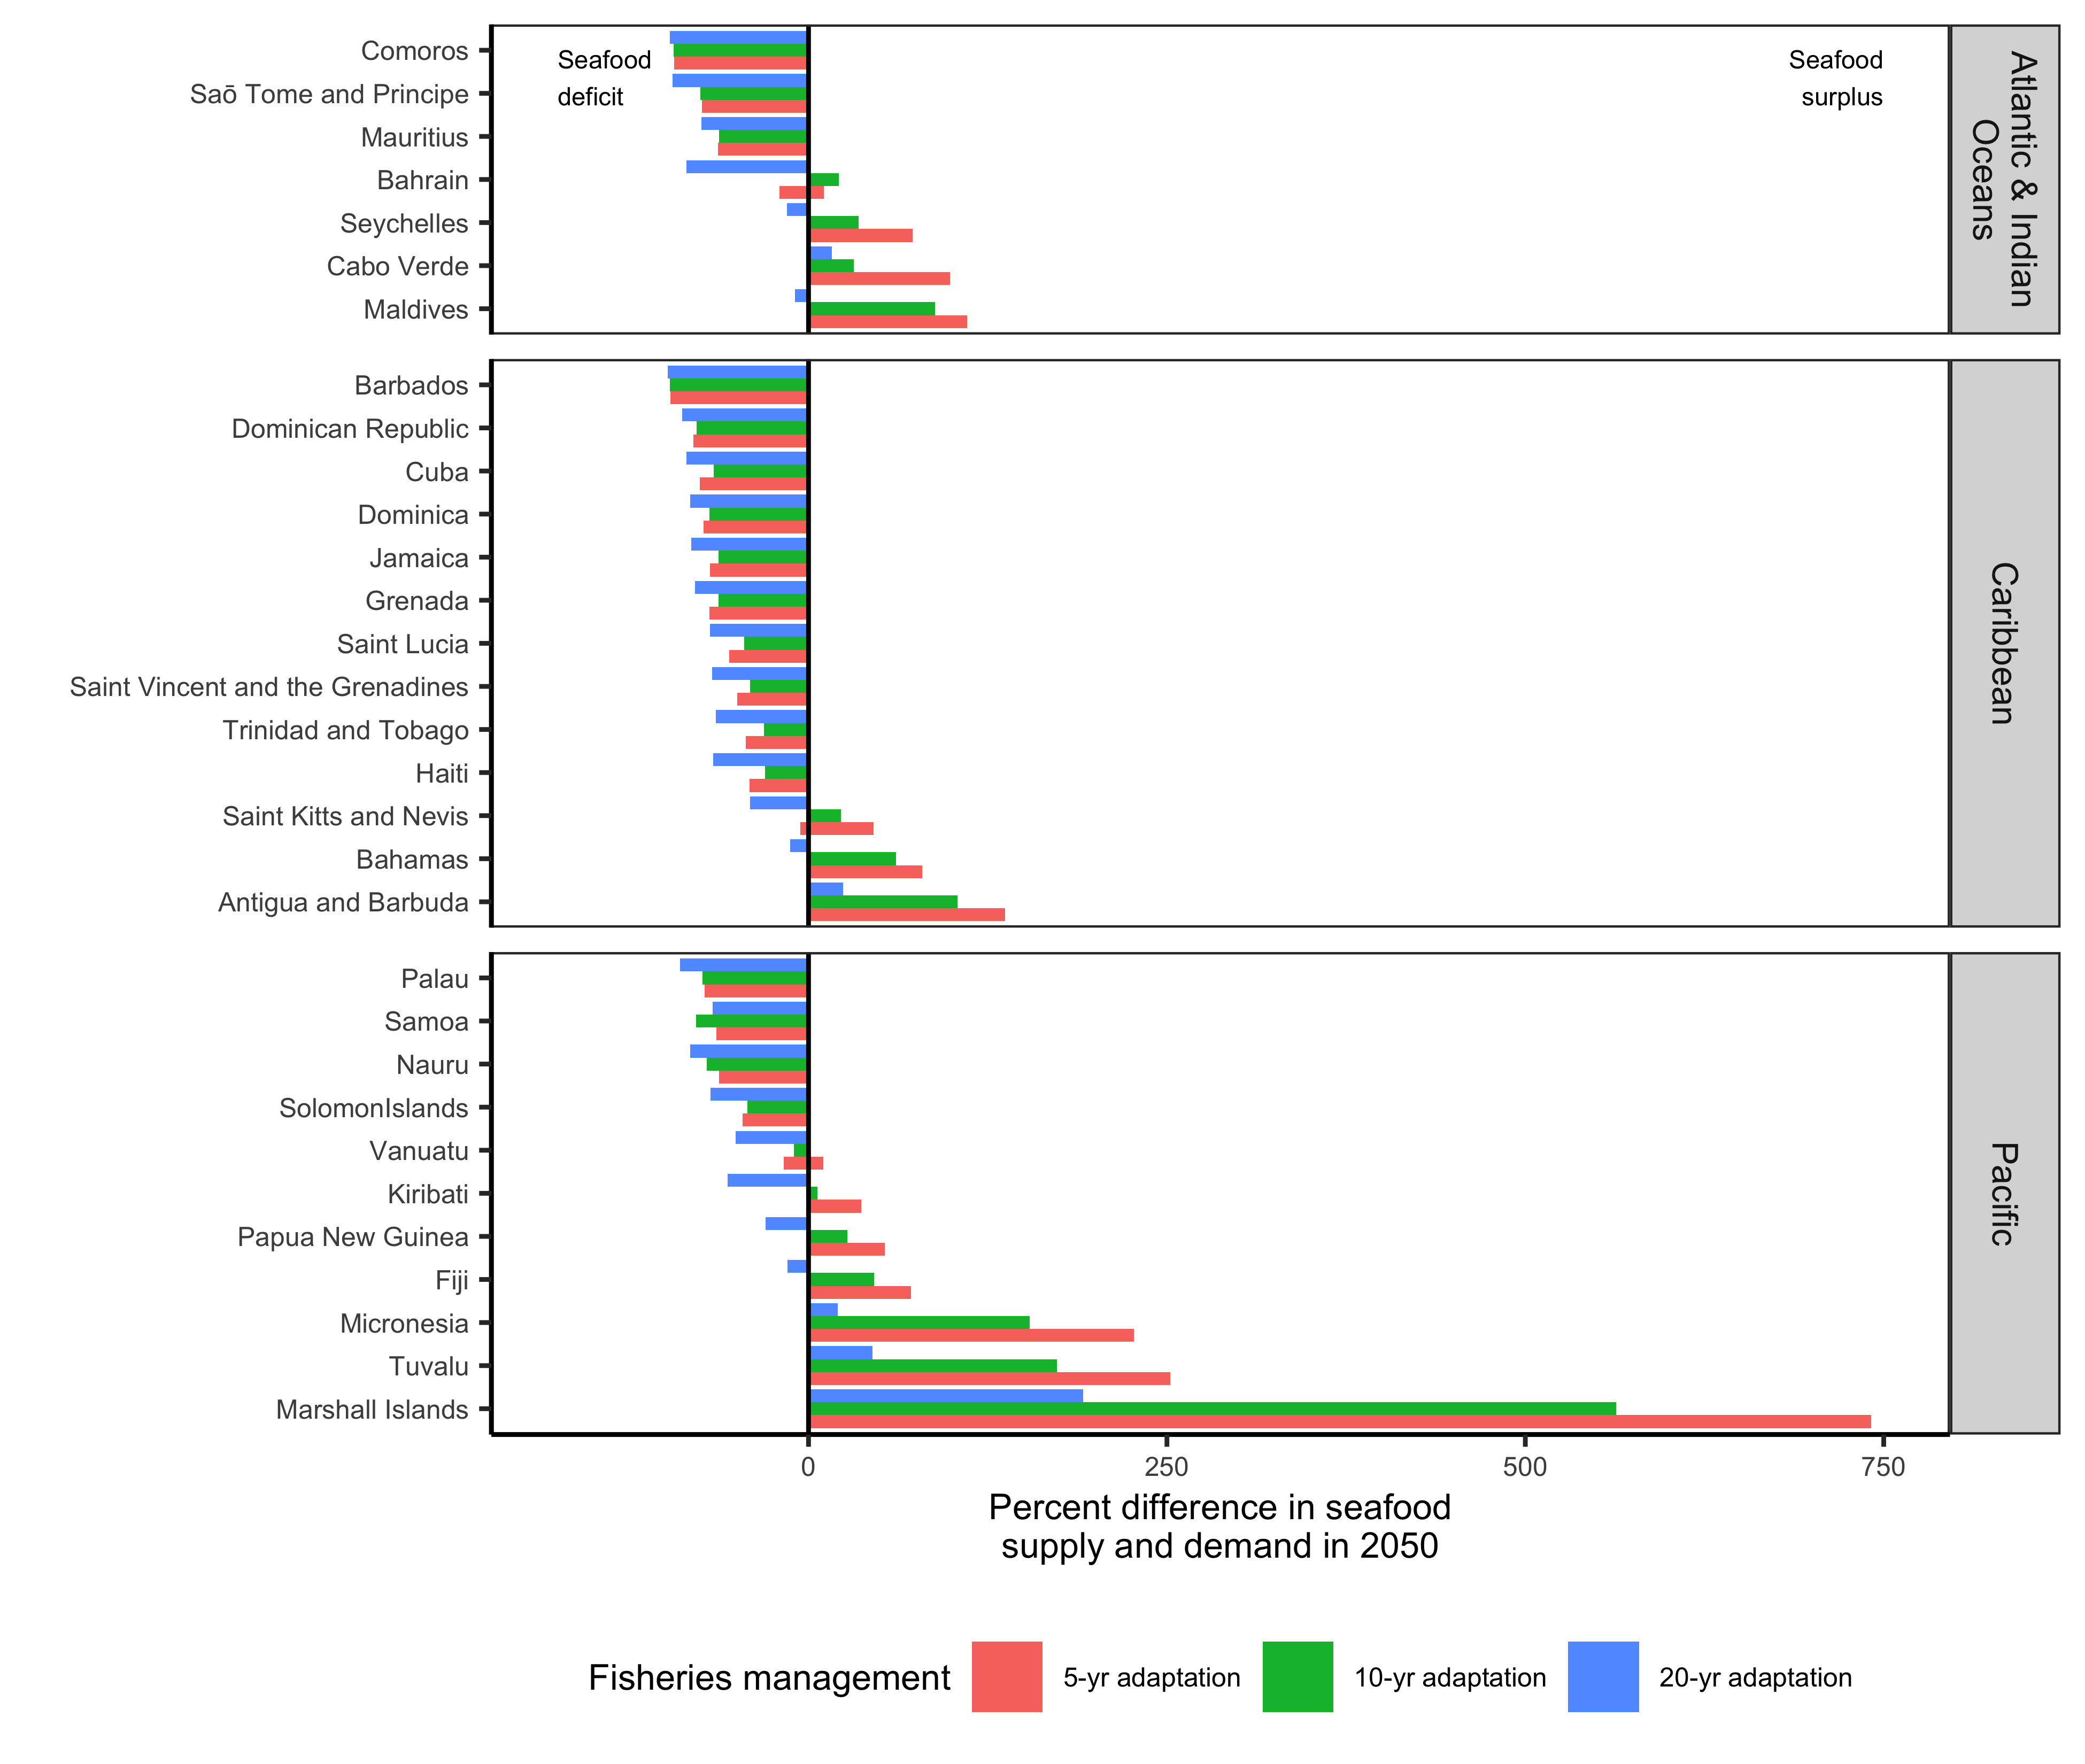 Comoros
Saō Tome and Principe
Mauritius
Bahrain
Seychelles
Cabo Verde
Maldives
Seafood
deficit
Seafood
surplus
Atlantic & Indian
Oceans
Barbados
Dominican Republic
Cuba
Dominica
Jamaica
Grenada
Saint Lucia
Saint Vincent and the Grenadines
Trinidad and Tobago
Haiti
Saint Kitts and Nevis
Bahamas
Antigua and Barbuda
Caribbean
Palau
Samoa
Nauru
SolomonIslands
Vanuatu
Kiribati
Papua New Guinea
Fiji
Micronesia
Tuvalu
Marshall Islands
Pacific
0 250 500 750
Percent difference in seafood
supply and demand in 2050
Fisheries management 5-yr adaptation 10-yr adaptation 20-yr adaptation